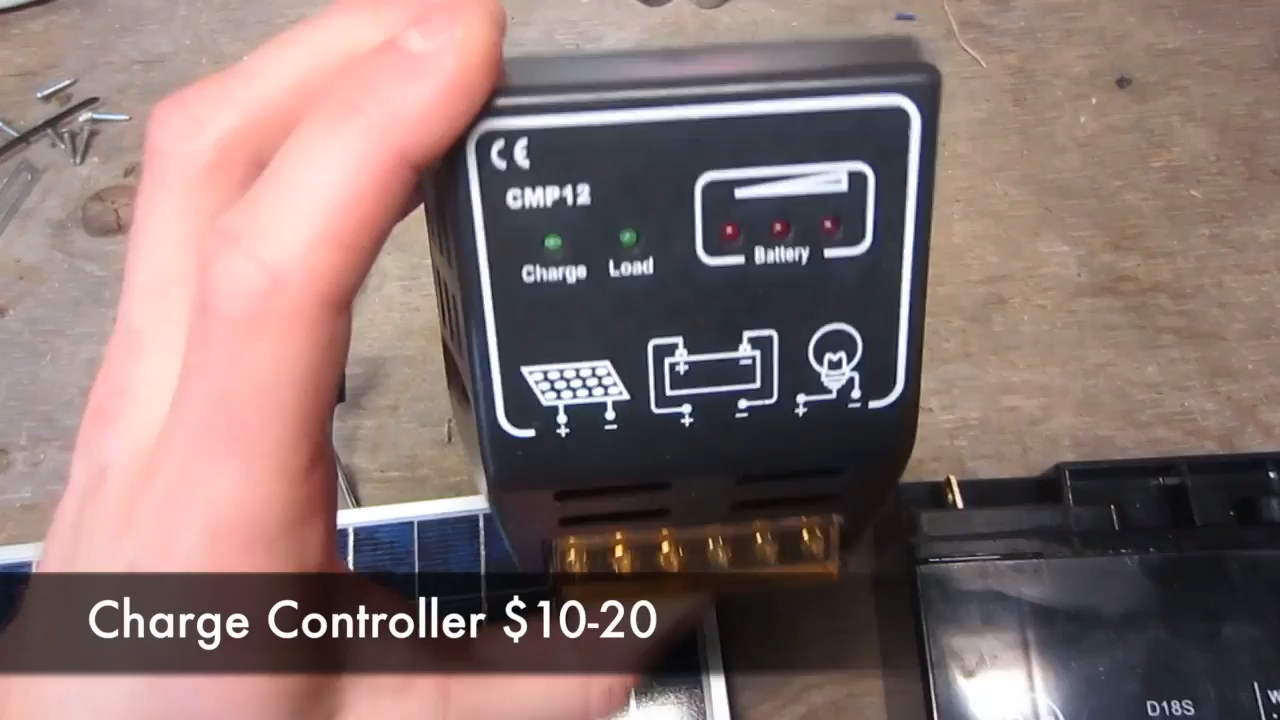 CE
CMP12
Charge
Load
Battery
+ − + − + −
Charge Controller $10-20
D18S